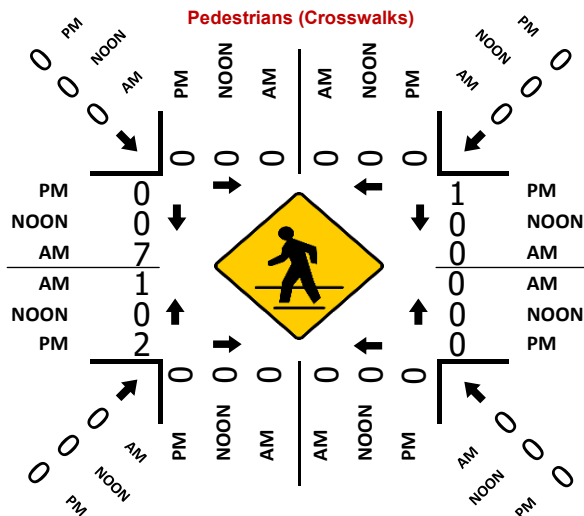 Pedestrians (Crosswalks)
0 PM
0 NOON
0 AM
PM NOON AM AM NOON PM
PM 0
NOON 0
AM 0
0 0 0 0 0 0
PM 0 1 PM
NOON 0 0 NOON
AM 7 0 AM
AM 1 0 AM
NOON 0 0 NOON
PM 2 0 PM
0 0 0 0 0 0
PM NOON AM AM NOON PM
0 AM
0 NOON
0 PM
AM 0
NOON 0
PM 0